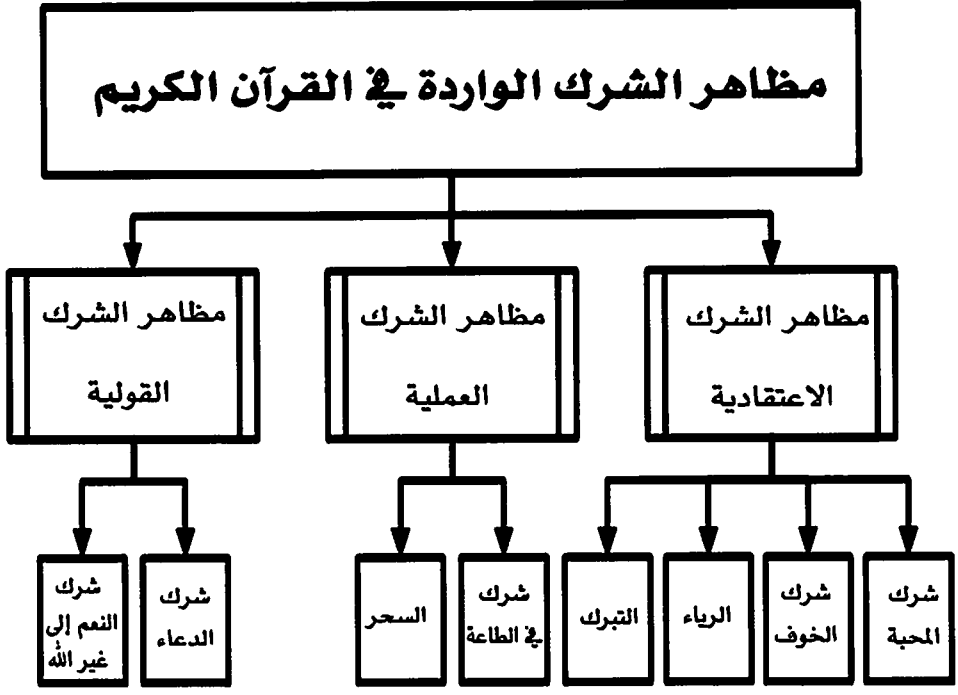 مظاهر الشرك الواردة في القرآن الكريم
مظاهر الشرك
الاعتقادية
مظاهر الشرك
العملية
مظاهر الشرك
القولية
شرك
المحبة
شرك
الخوف
الرياء
التبرك
شرك
في الطاعة
السحر
شرك
الدعاء
شرك
النعم إلى
غير الله